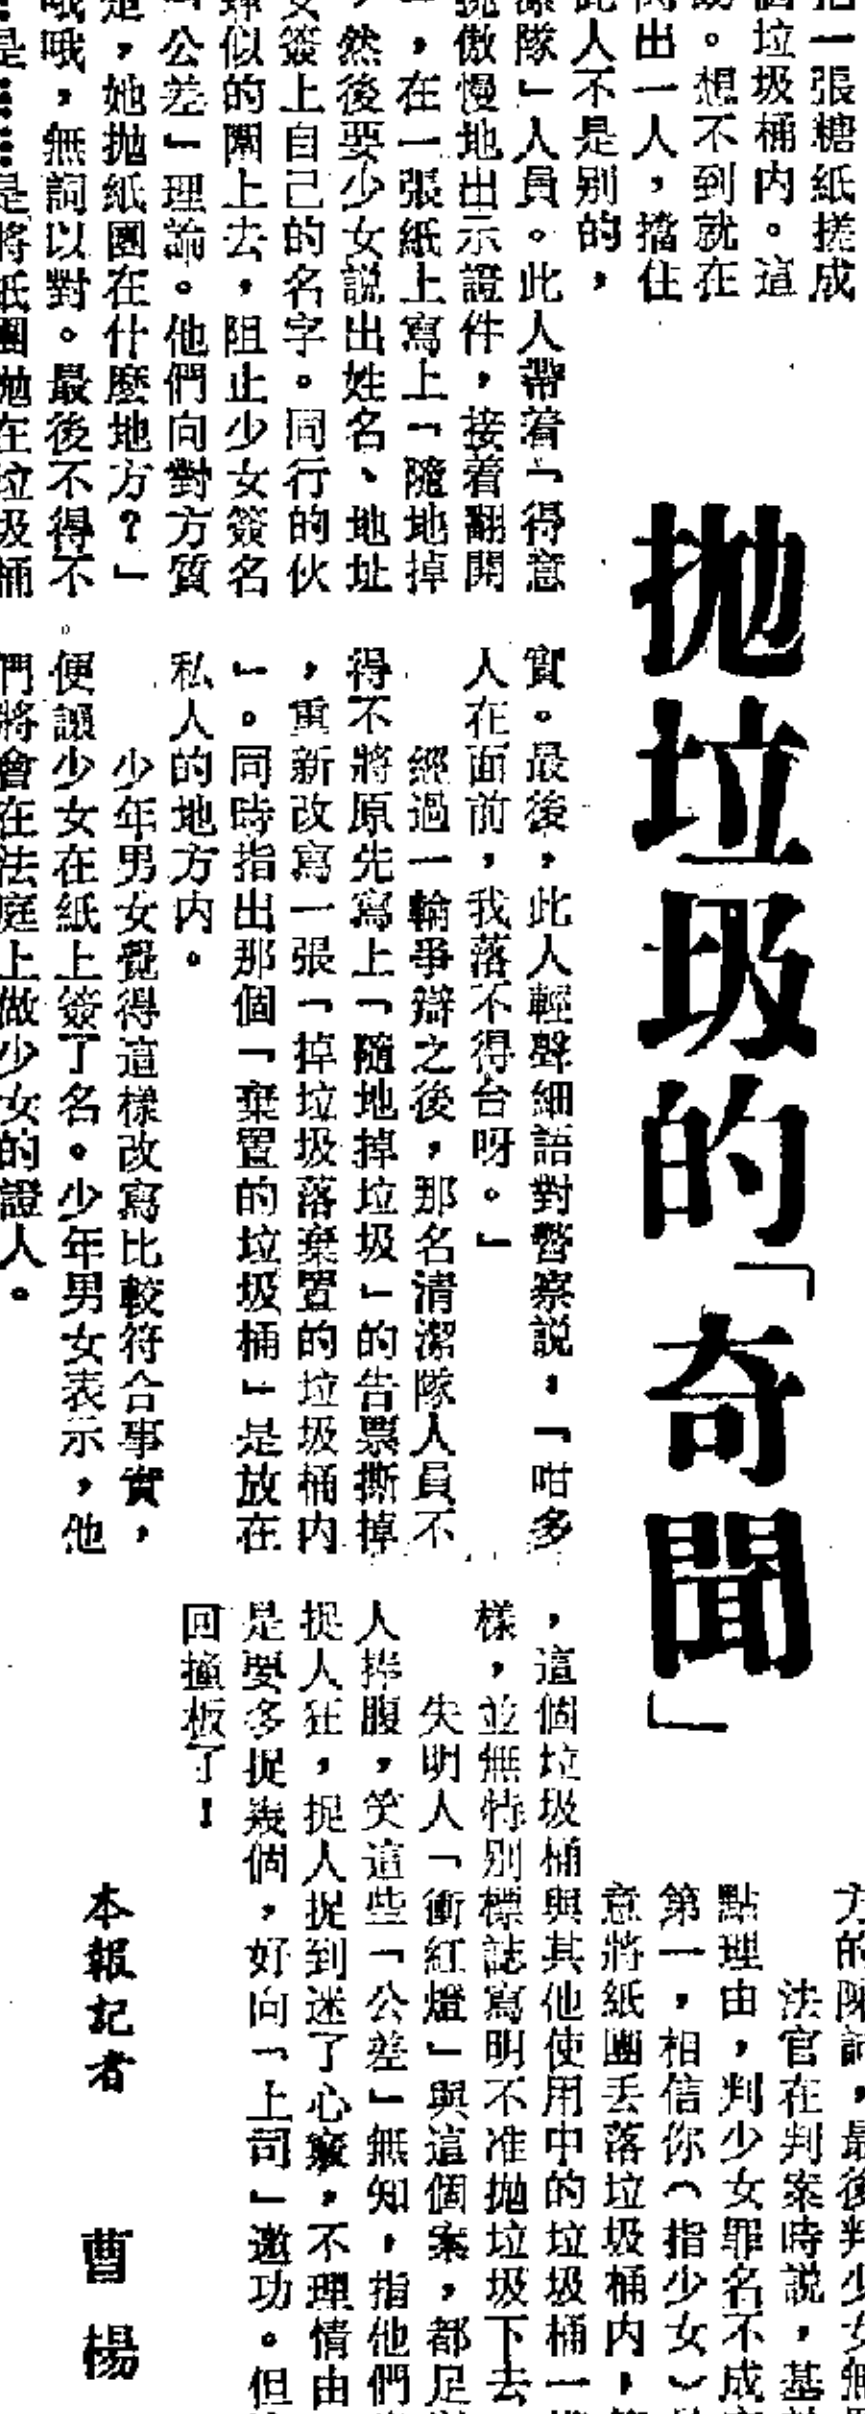 拋垃圾的「奇聞」
一張糖紙搓成
垃圾桶內。這
。想不到就在
出一人，擋住
此人不是别的，
潔隊」人員。此人帶着「得意
傲慢地出示證件，接着翻開
，在一張紙上寫上「隨地掉
，然後要少女説出姓名、地址
簽上自己的名字。同行的伙
似的圍上去，阻止少女簽名
「公差」理論。他們向對方質
，她拋紙團在什麽地方？」
哦，無詞以對。最後不得不
是將紙團拋在垃圾桶
。
實。最後，此人輕聲細語對警察説：「咁多
人在面前，我落不得台呀。」
經過一輪爭辯之後，那名清潔隊人員不
得不將原先寫上「隨地掉垃圾」的告票撕掉
，重新改寫一張「掉垃圾落棄置的垃圾桶内
」。同時指出那個「棄置的垃圾桶」是放在
私人的地方内。
少年男女覺得這樣改寫比較符合事實，
便讓少女在紙上簽了名。少年男女表示，他
們將會在法庭上做少女的證人。
方的陳詞，最後判少女無
法官在判案時説，基
點理由，判少女罪名不成
第一，相信你（指少女）
意將紙團丢落垃圾桶内，
，這個垃圾桶與其他使用中的垃圾桶一
樣，並無特别標誌寫明不准拋垃圾下去
失明人「衝紅燈」與這個案，都足
人捧腹，笑這些「公差」無知，指他們
捉人狂，捉人捉到迷了心竅，不理情由
是要多捉幾個，好向「上司」邀功。但
回撞板了！
本報記者　曹楊